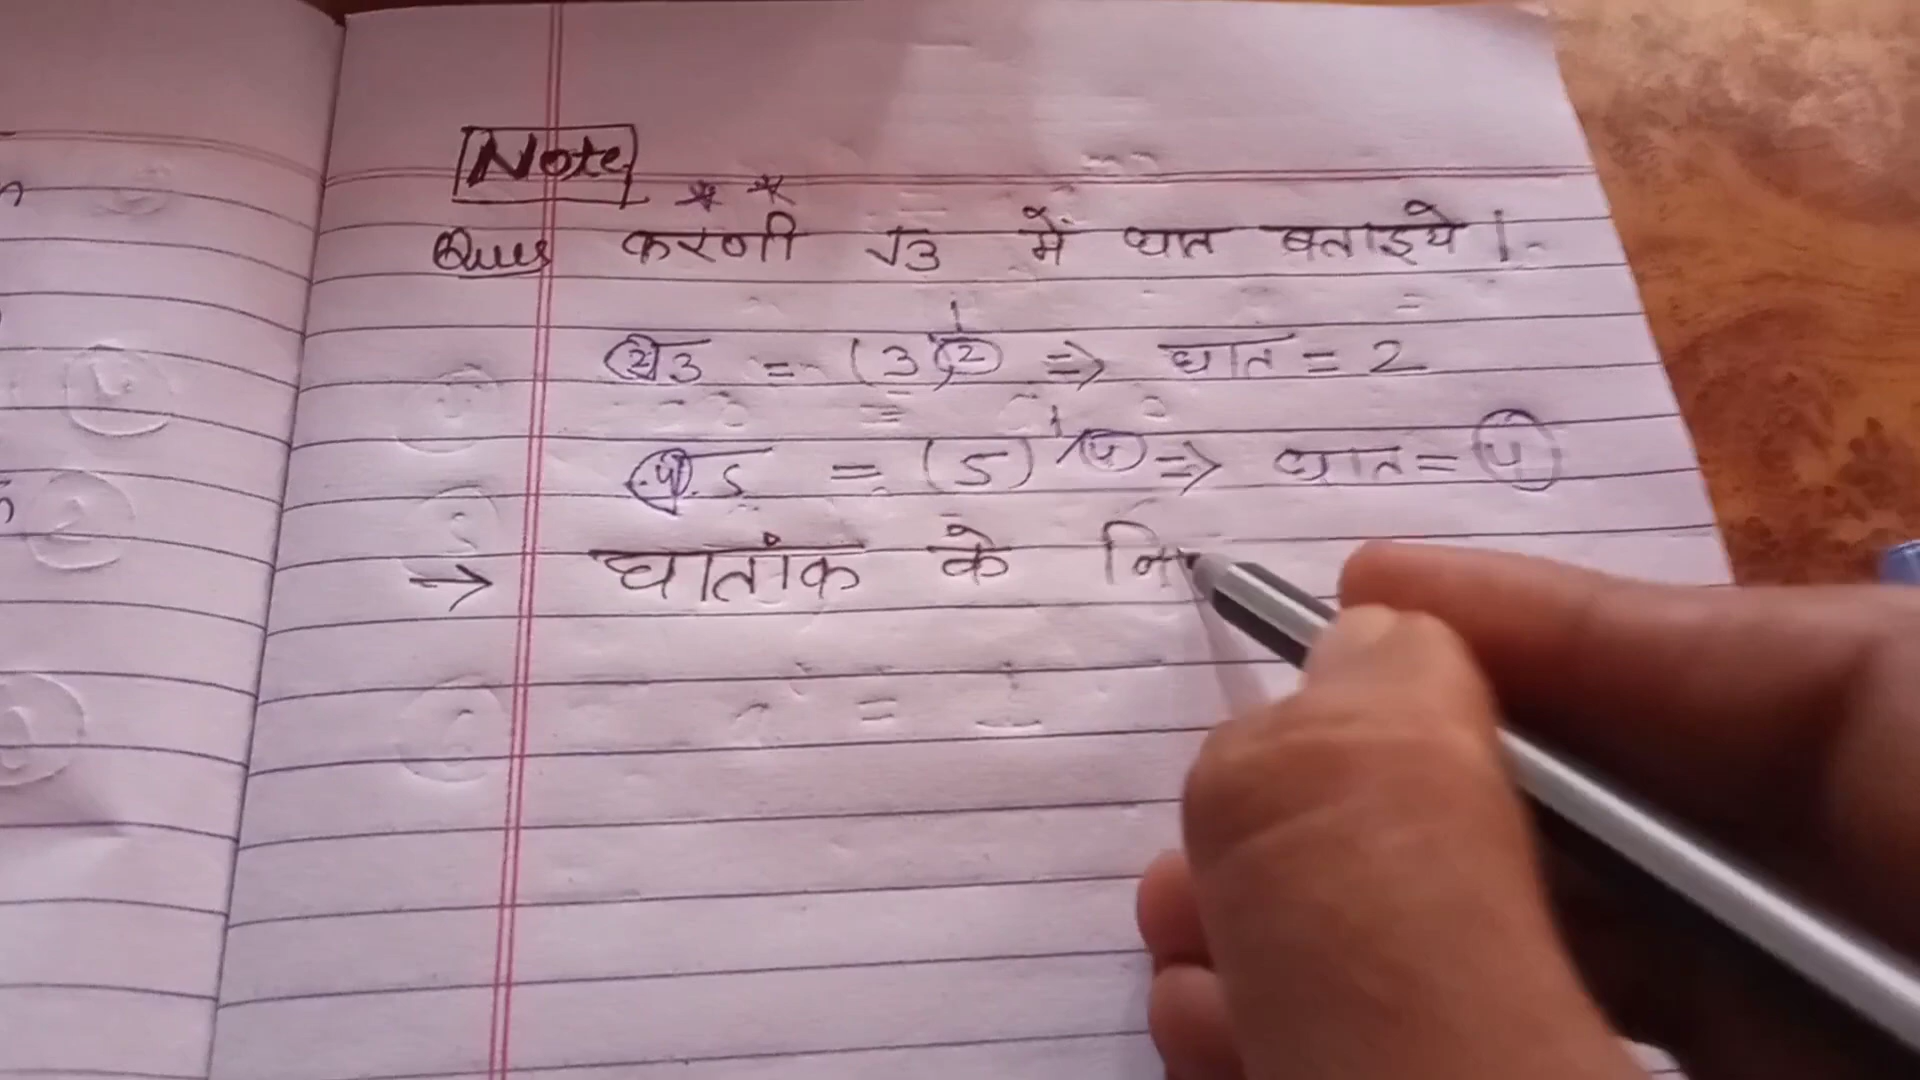 Note
Ques करणी √3 में घात बताइये।
²√3 = (3)^1/2 ⇒ घात = 2
⁴√5 = (5)^1/4 ⇒ घात = 4
→ घातांक के